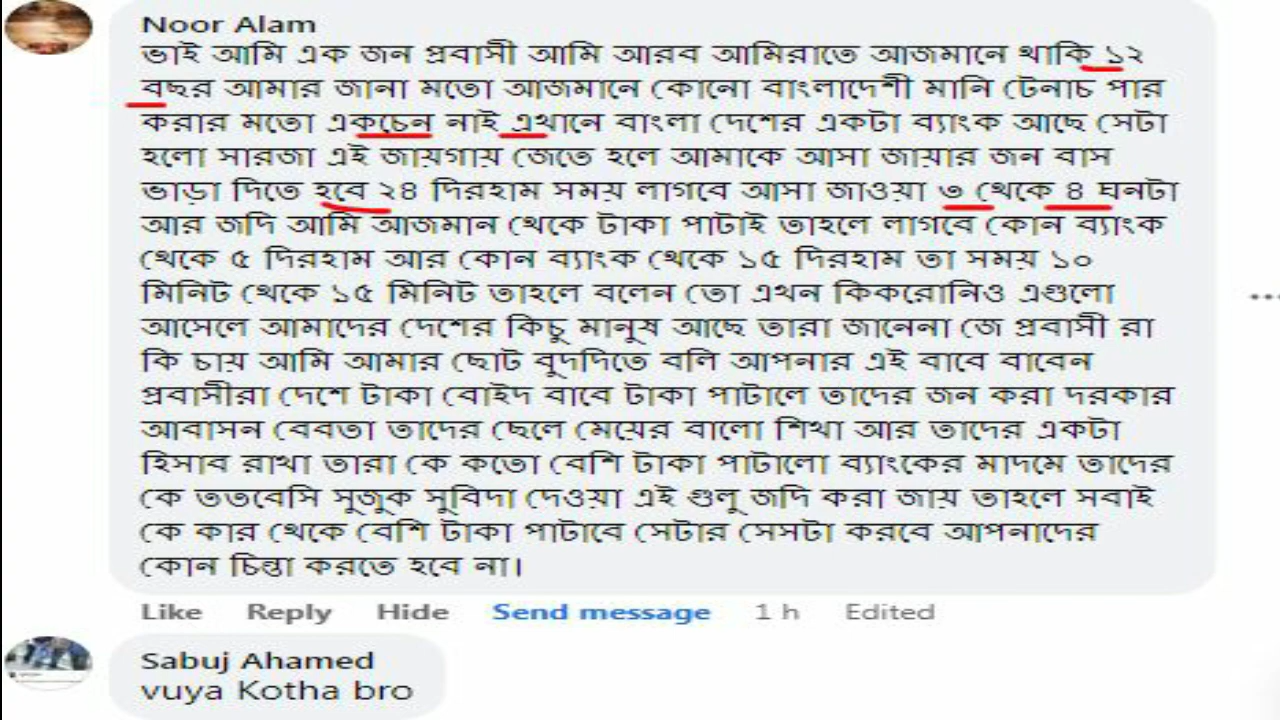 Noor Alam
ভাই আমি এক জন প্রবাসী আমি আরব আমিরাতে আজমানে থাকি ১২
বছর আমার জানা মতো আজমানে কোনো বাংলাদেশী মানি টেনাচ পার
করার মতো একচেন নাই এখানে বাংলা দেশের একটা ব্যাংক আছে সেটা
হলো সারজা এই জায়গায় জেতে হলে আমাকে আসা জায়ার জন বাস
ভাড়া দিতে হবে ২৪ দিরহাম সময় লাগবে আসা জাওয়া ৩ থেকে ৪ ঘনটা
আর জদি আমি আজমান থেকে টাকা পাটাই তাহলে লাগবে কোন ব্যাংক
থেকে ৫ দিরহাম আর কোন ব্যাংক থেকে ১৫ দিরহাম তা সময় ১০
মিনিট থেকে ১৫ মিনিট তাহলে বলেন তো এখন কিকরোনিও এগুলো
আসেলে আমাদের দেশের কিচু মানুষ আছে তারা জানেনা জে প্রবাসী রা
কি চায় আমি আমার ছোট বুদদিতে বলি আপনার এই বাবে বাবেন
প্রবাসীরা দেশে টাকা বোইদ বাবে টাকা পাটালে তাদের জন করা দরকার
আবাসন বেবতা তাদের ছেলে মেয়ের বালো শিখা আর তাদের একটা
হিসাব রাখা তারা কে কতো বেশি টাকা পাটালো ব্যাংকের মাদমে তাদের
কে ততবেসি সুজুক সুবিদা দেওয়া এই গুলু জদি করা জায় তাহলে সবাই
কে কার থেকে বেশি টাকা পাটাবে সেটার সেসটা করবে আপনাদের
কোন চিন্তা করতে হবে না।
Like Reply Hide Send message 1 h Edited
Sabuj Ahamed
vuya Kotha bro